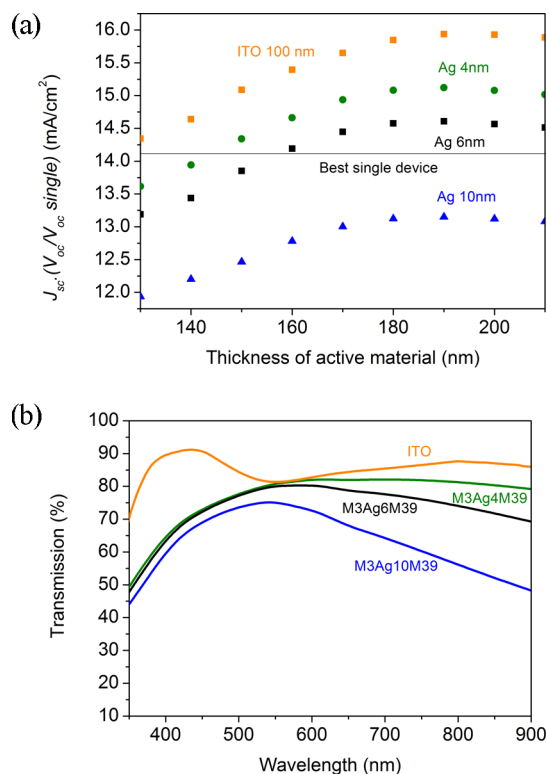 (a)
16.0
15.5
15.0
14.5
14.0
13.5
13.0
12.5
12.0
J_sc.(V_oc/V_oc single) (mA/cm²)
ITO 100 nm
Ag 4nm
Ag 6nm
Best single device
Ag 10nm
140 160 180 200
Thickness of active material (nm)
(b)
100
90
80
70
60
50
40
30
20
10
Transmission (%)
ITO
M3Ag4M39
M3Ag6M39
M3Ag10M39
400 500 600 700 800 900
Wavelength (nm)